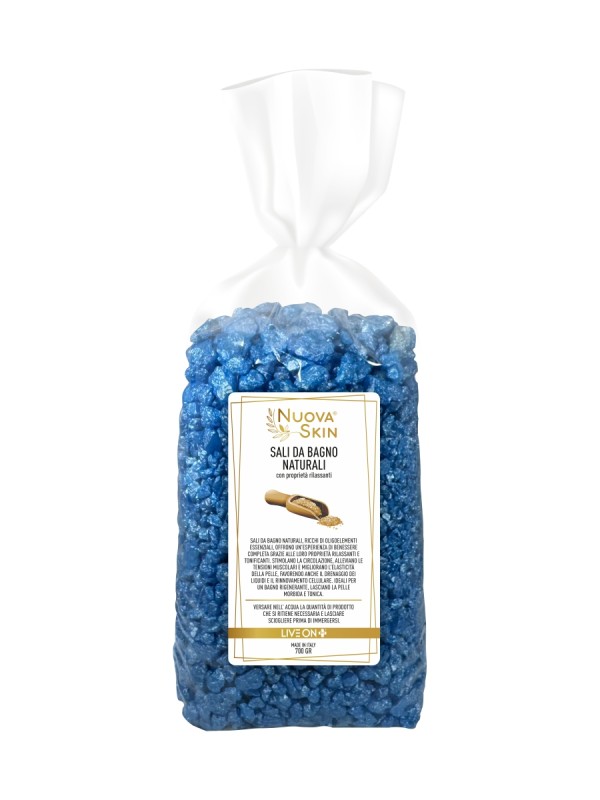 NUOVA®
SKIN
SALI DA BAGNO
NATURALI
con proprietà rilassanti
SALI DA BAGNO NATURALI, RICCHI DI OLIGOELEMENTI
ESSENZIALI, OFFRONO UN'ESPERIENZA DI BENESSERE
COMPLETA GRAZIE ALLE LORO PROPRIETÀ RILASSANTI E
TONIFICANTI, STIMOLANO LA CIRCOLAZIONE, ALLEVIANO LE
TENSIONI MUSCOLARI E MIGLIORANO L'ELASTICITÀ
DELLA PELLE, FAVORENDO ANCHE IL DRENAGGIO DEI
LIQUIDI E IL RINNOVAMENTO CELLULARE. IDEALI PER
UN BAGNO RIGENERANTE, LASCIANO LA PELLE
MORBIDA E TONICA.
VERSARE NELL' ACQUA LA QUANTITÀ DI PRODOTTO
CHE SI RITIENE NECESSARIA E LASCIARE
SCIOGLIERE PRIMA DI IMMERGERSI.
LIVE ON +
MADE IN ITALY
700 GR